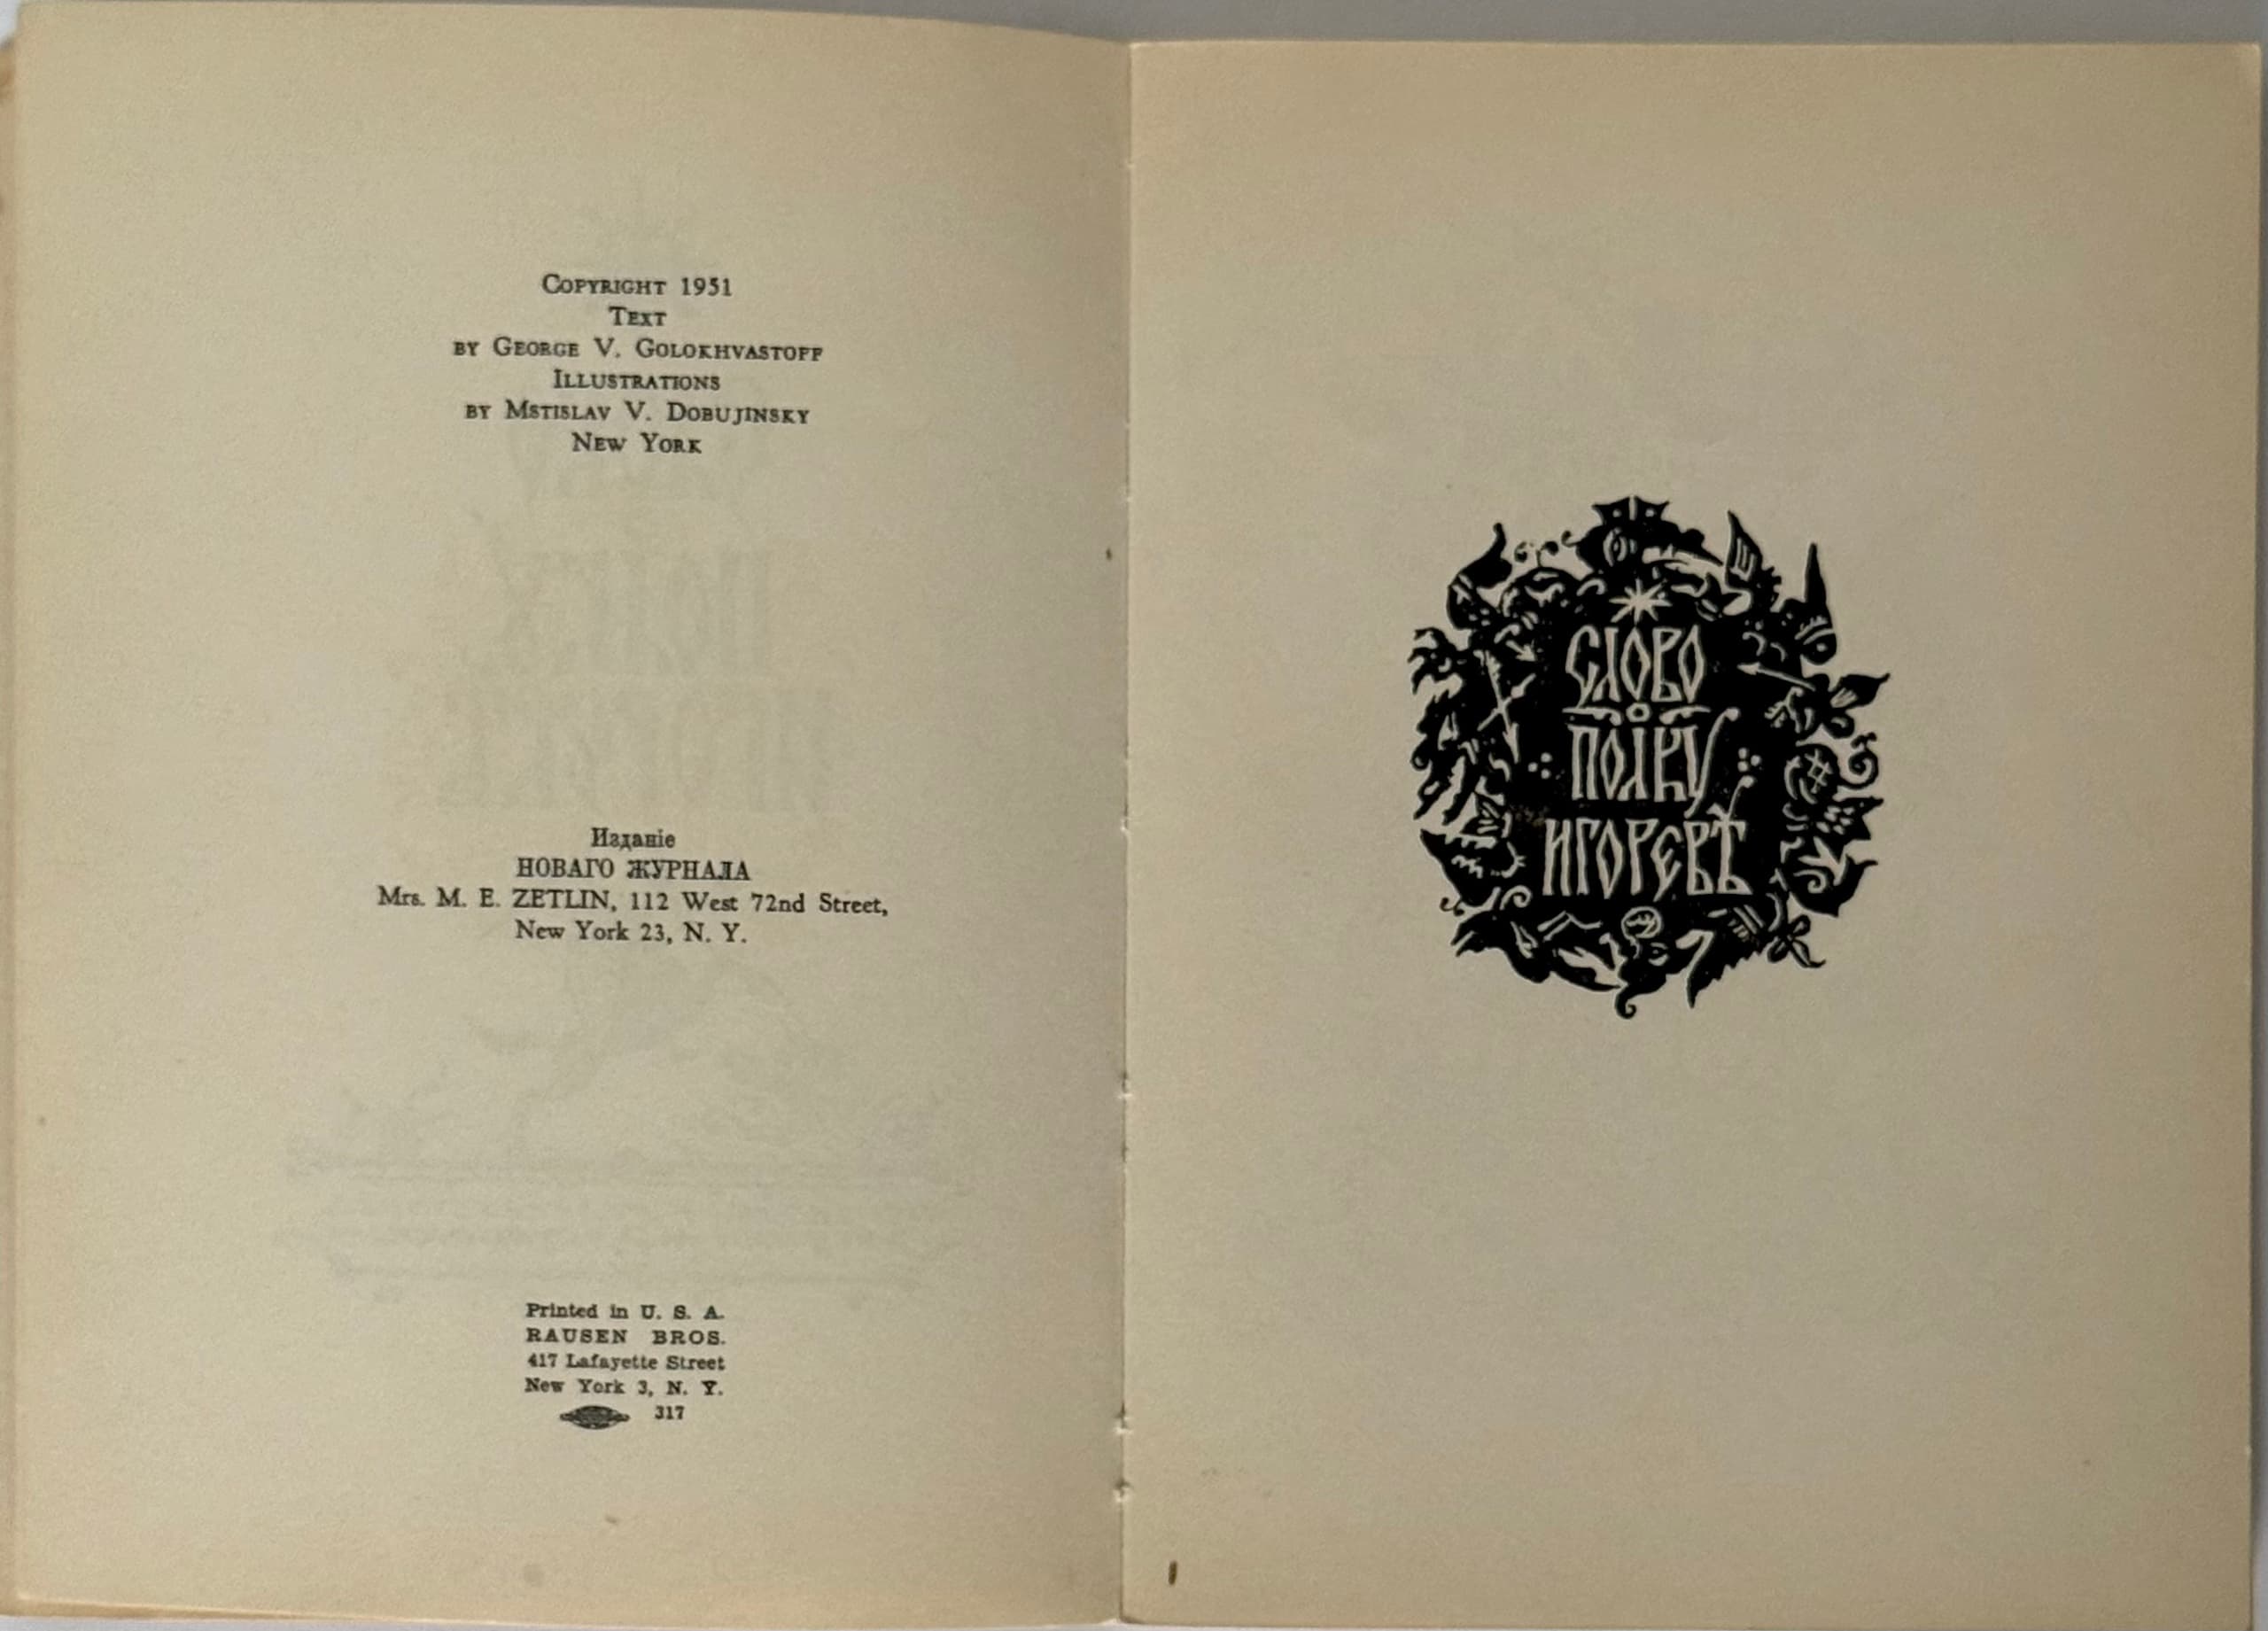 COPYRIGHT 1951
TEXT
BY GEORGE V. GOLOKHVASTOFF
ILLUSTRATIONS
BY MSTISLAV V. DOBUJINSKY
NEW YORK
Изданіе
НОВАГО ЖУРНАЛА
Mrs. M. E. ZETLIN, 112 West 72nd Street,
New York 23, N. Y.
Printed in U. S. A.
RAUSEN BROS.
417 Lafayette Street
New York 3, N. Y.
317
СЛОВО
О
ПОЛКУ
ИГОРЕВѢ